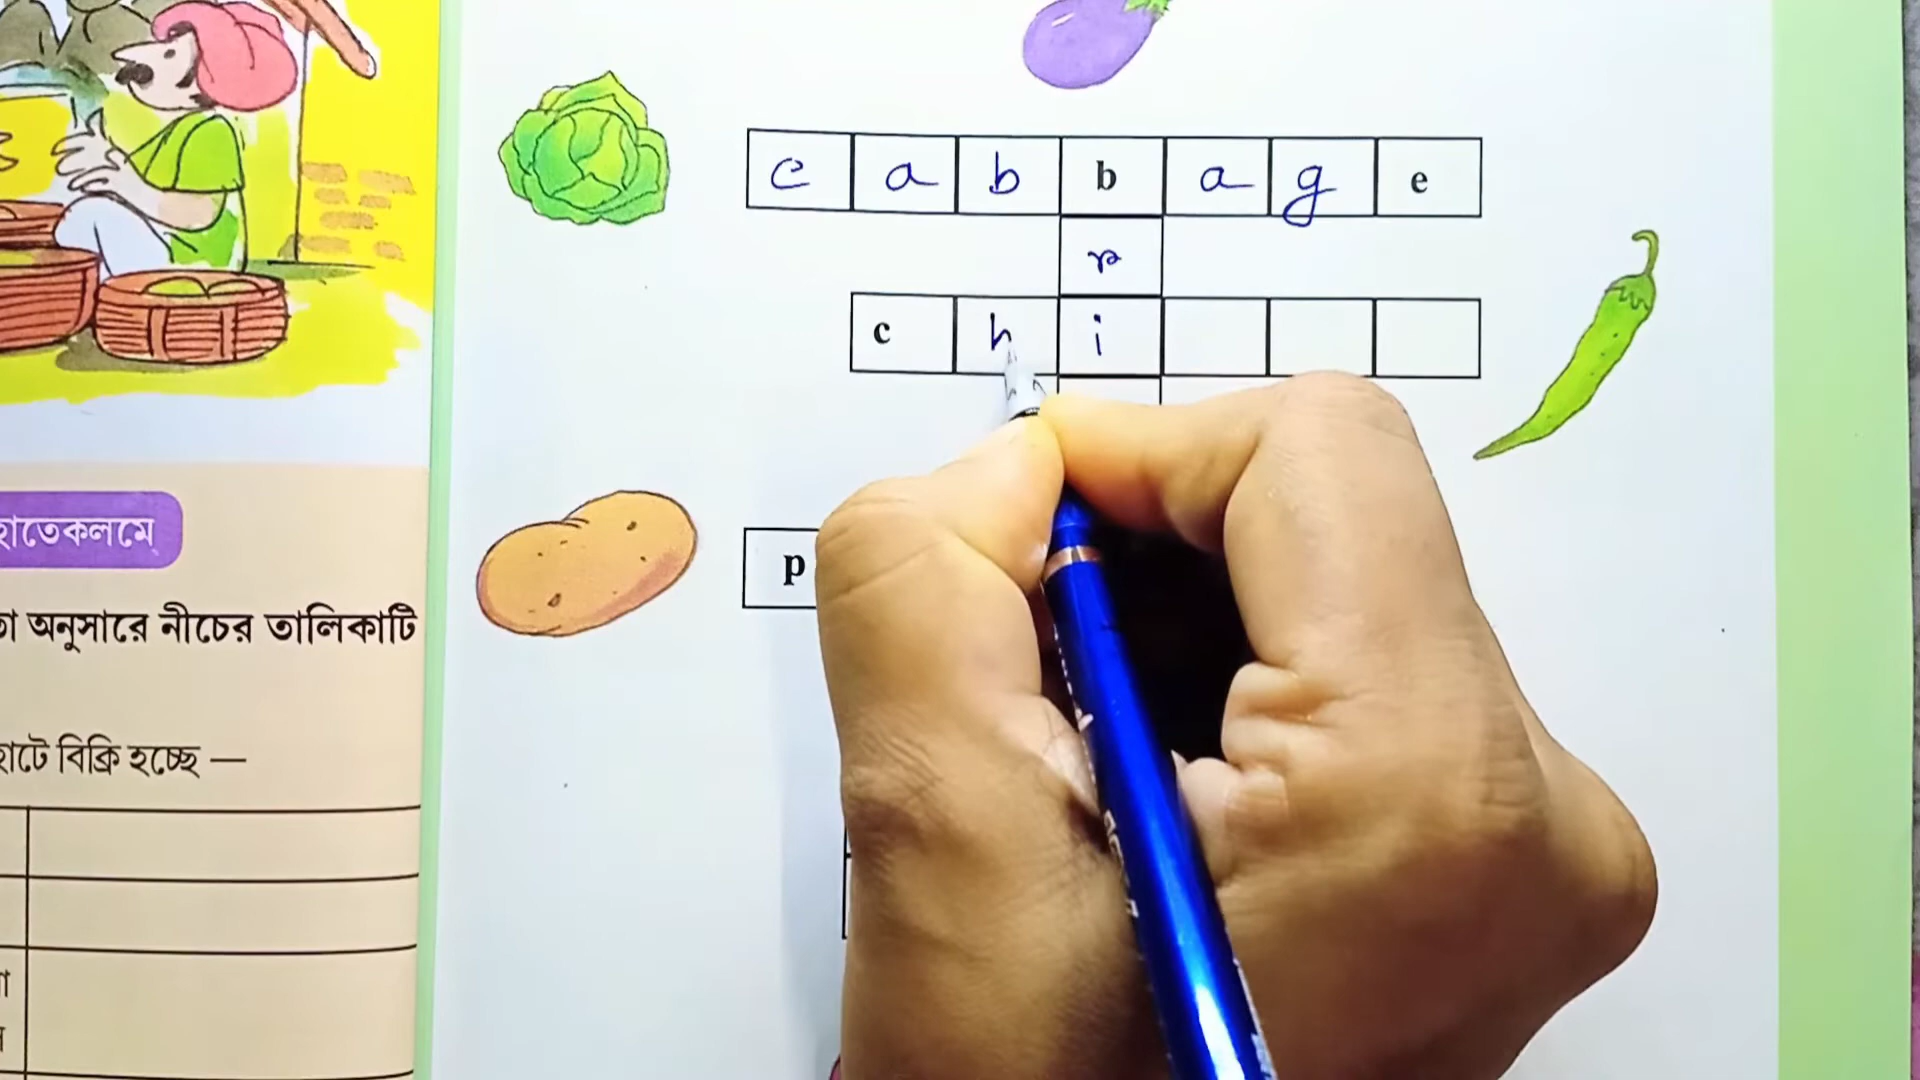 c a b b a g e
r
c h i
p
হাতেকলমে
অনুসারে নীচের তালিকাটি
হাটে বিক্রি হচ্ছে —